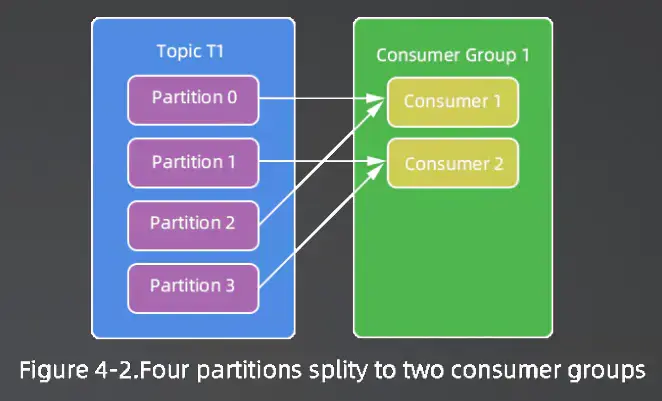 Topic T1
Consumer Group 1
Partition 0
Consumer 1
Partition 1
Consumer 2
Partition 2
Partition 3
Figure 4-2.Four partitions splity to two consumer groups